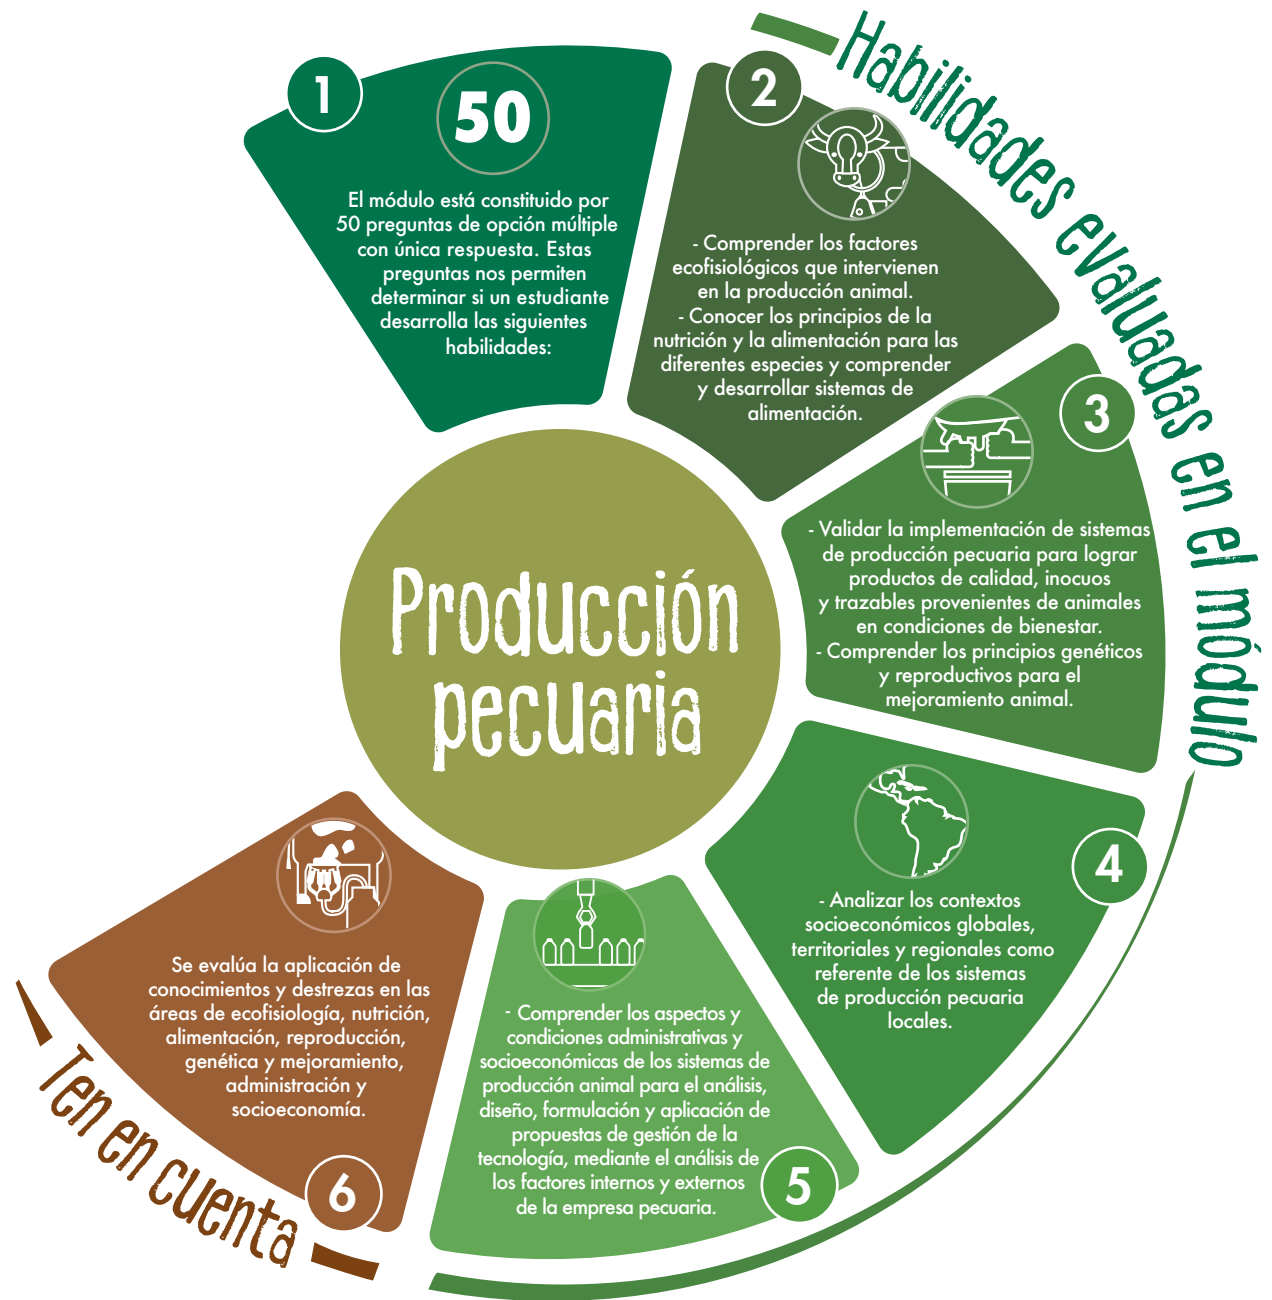 Habilidades evaluadas en el módulo
1
50
El módulo está constituido por
50 preguntas de opción múltiple
con única respuesta. Estas
preguntas nos permiten
determinar si un estudiante
desarrolla las siguientes
habilidades:
2
- Comprender los factores
ecofisiológicos que intervienen
en la producción animal.
- Conocer los principios de la
nutrición y la alimentación para las
diferentes especies y comprender
y desarrollar sistemas de
alimentación.
3
- Validar la implementación de sistemas
de producción pecuaria para lograr
productos de calidad, inocuos
y trazables provenientes de animales
en condiciones de bienestar.
- Comprender los principios genéticos
y reproductivos para el
mejoramiento animal.
Producción
pecuaria
4
- Analizar los contextos
socioeconómicos globales,
territoriales y regionales como
referente de los sistemas
de producción pecuaria
locales.
- Comprender los aspectos y
condiciones administrativas y
socioeconómicas de los sistemas de
producción animal para el análisis,
diseño, formulación y aplicación de
propuestas de gestión de la
tecnología, mediante el análisis de
los factores internos y externos
de la empresa pecuaria.
5
Se evalúa la aplicación de
conocimientos y destrezas en las
áreas de ecofisiología, nutrición,
alimentación, reproducción,
genética y mejoramiento,
administración y
socioeconomía.
6
Ten en cuenta